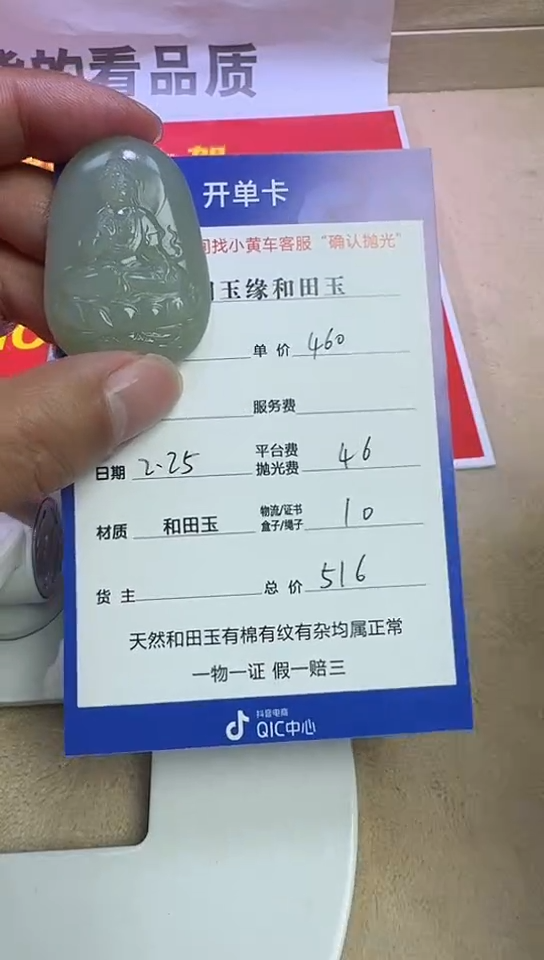 的看品质
开单卡
找小黄车客服“确认抛光”
玉缘和田玉
单价 460
服务费
日期 2.25
平台费
抛光费 46
材质 和田玉
物流/证书
盒子/绳子 10
货主
总价 516
天然和田玉有棉有纹有杂均属正常
一物一证 假一赔三
抖音电商
QIC中心